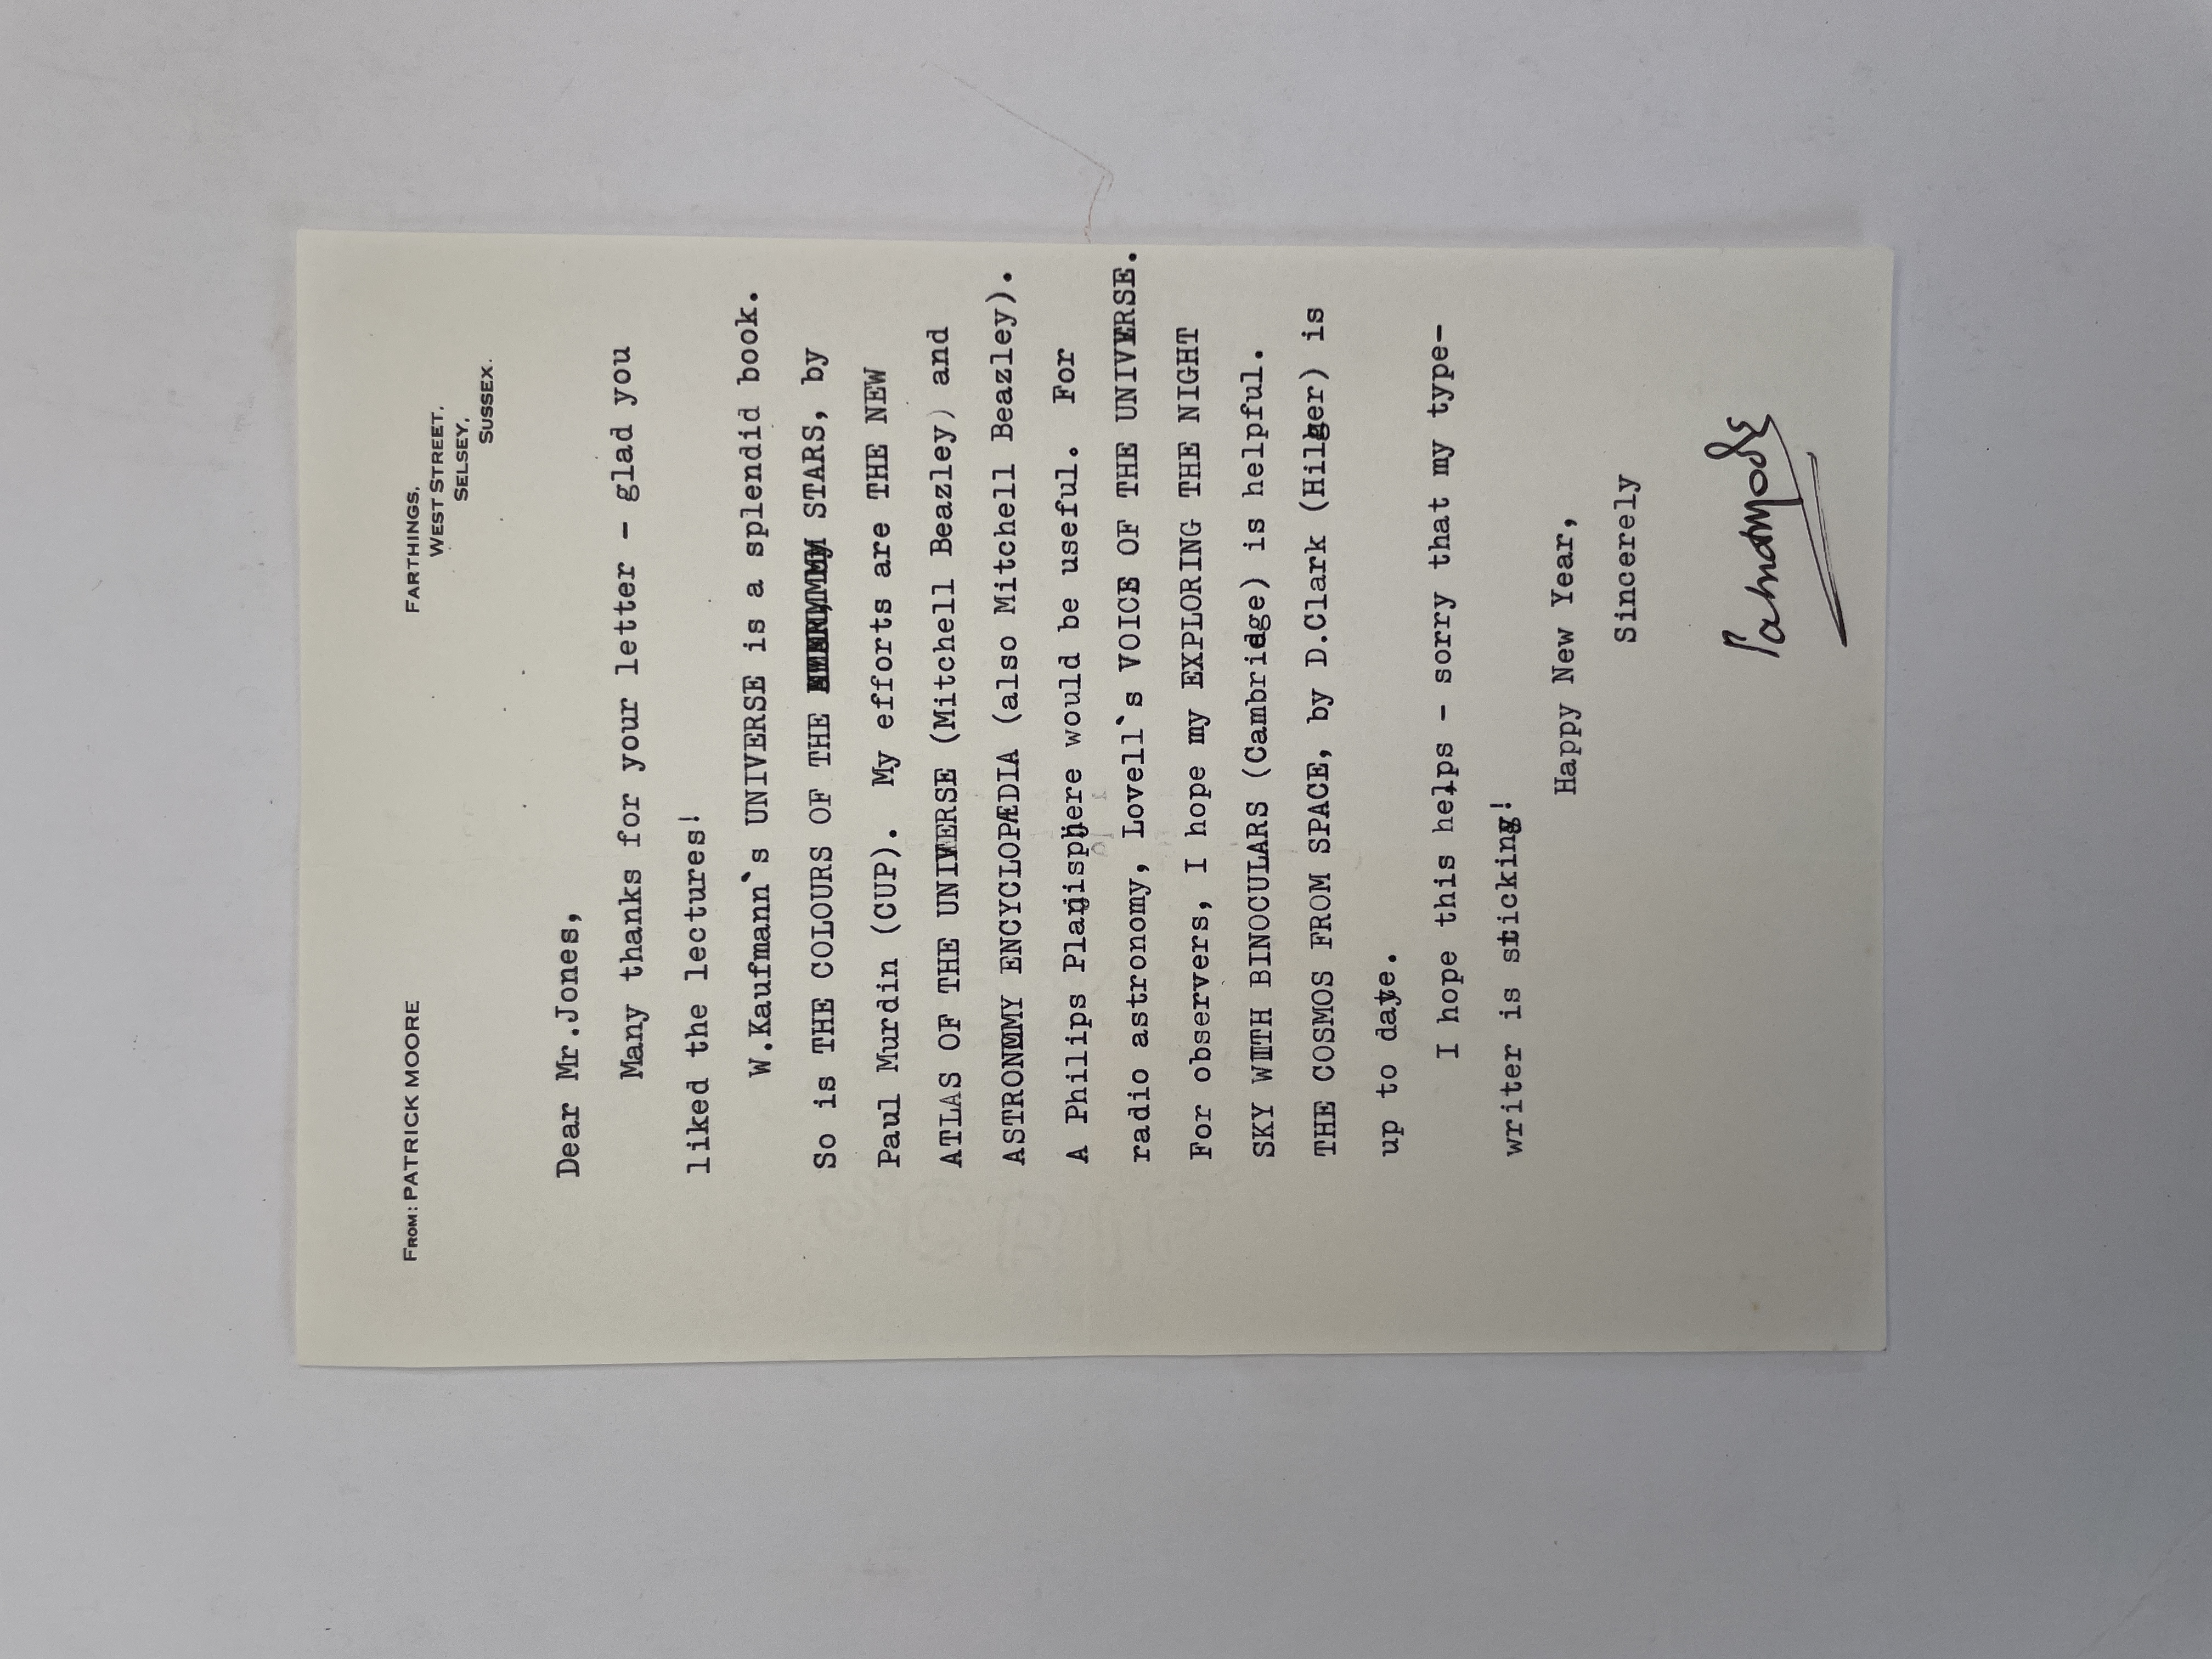 FROM: PATRICK MOORE
FARTHINGS,
WEST STREET,
SELSEY,
SUSSEX.
Dear Mr.Jones,
Many thanks for your letter - glad you
liked the lectures!
W.Kaufmann`s UNIVERSE is a splendid book.
So is THE COLOURS OF THE STARS, by
Paul Murdin (CUP). My efforts are THE NEW
ATLAS OF THE UNIVERSE (Mitchell Beazley) and
ASTRONOMY ENCYCLOPÆDIA (also Mitchell Beazley).
A Philips Planisphere would be useful. For
radio astronomy, Lovell`s VOICE OF THE UNIVERSE.
For observers, I hope my EXPLORING THE NIGHT
SKY WITH BINOCULARS (Cambridge) is helpful.
THE COSMOS FROM SPACE, by D.Clark (Hilger) is
up to date.
I hope this helps - sorry that my type-
writer is sticking!
Happy New Year,
Sincerely
Patrick Moore